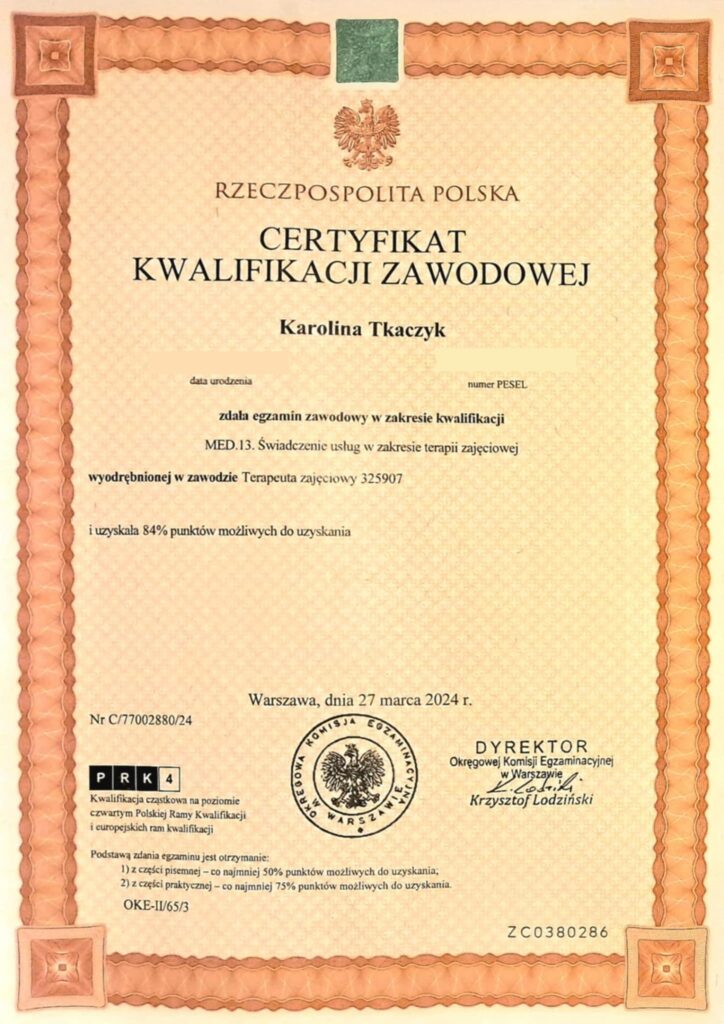 RZECZPOSPOLITA POLSKA
CERTYFIKAT
KWALIFIKACJI ZAWODOWEJ
Karolina Tkaczyk
data urodzenia
numer PESEL
zdała egzamin zawodowy w zakresie kwalifikacji
MED.13. Świadczenie usług w zakresie terapii zajęciowej
wyodrębnionej w zawodzie Terapeuta zajęciowy 325907
i uzyskała 84% punktów możliwych do uzyskania
Warszawa, dnia 27 marca 2024 r.
Nr C/77002880/24
OKRĘGOWA KOMISJA EGZAMINACYJNA
W WARSZAWIE
DYREKTOR
Okręgowej Komisji Egzaminacyjnej
w Warszawie
K. Lodziński
Krzysztof Lodziński
PRK4
Kwalifikacja cząstkowa na poziomie
czwartym Polskiej Ramy Kwalifikacji
i europejskich ram kwalifikacji
Podstawą zdania egzaminu jest otrzymanie:
1) z części pisemnej – co najmniej 50% punktów możliwych do uzyskania;
2) z części praktycznej – co najmniej 75% punktów możliwych do uzyskania.
OKE-II/65/3
ZC0380286